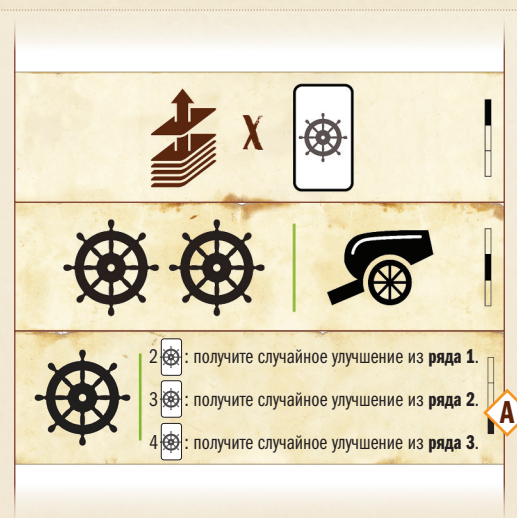 X
2 : получите случайное улучшение из ряда 1.
3 : получите случайное улучшение из ряда 2.
4 : получите случайное улучшение из ряда 3.
A